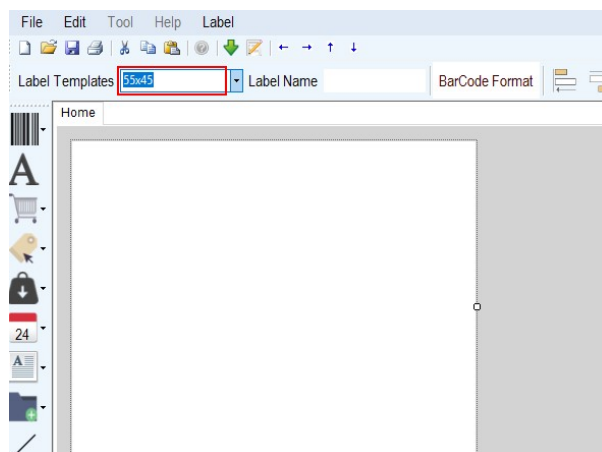 File Edit Tool Help Label
Label Templates 55x45 Label Name BarCode Format
Home
A
24
A